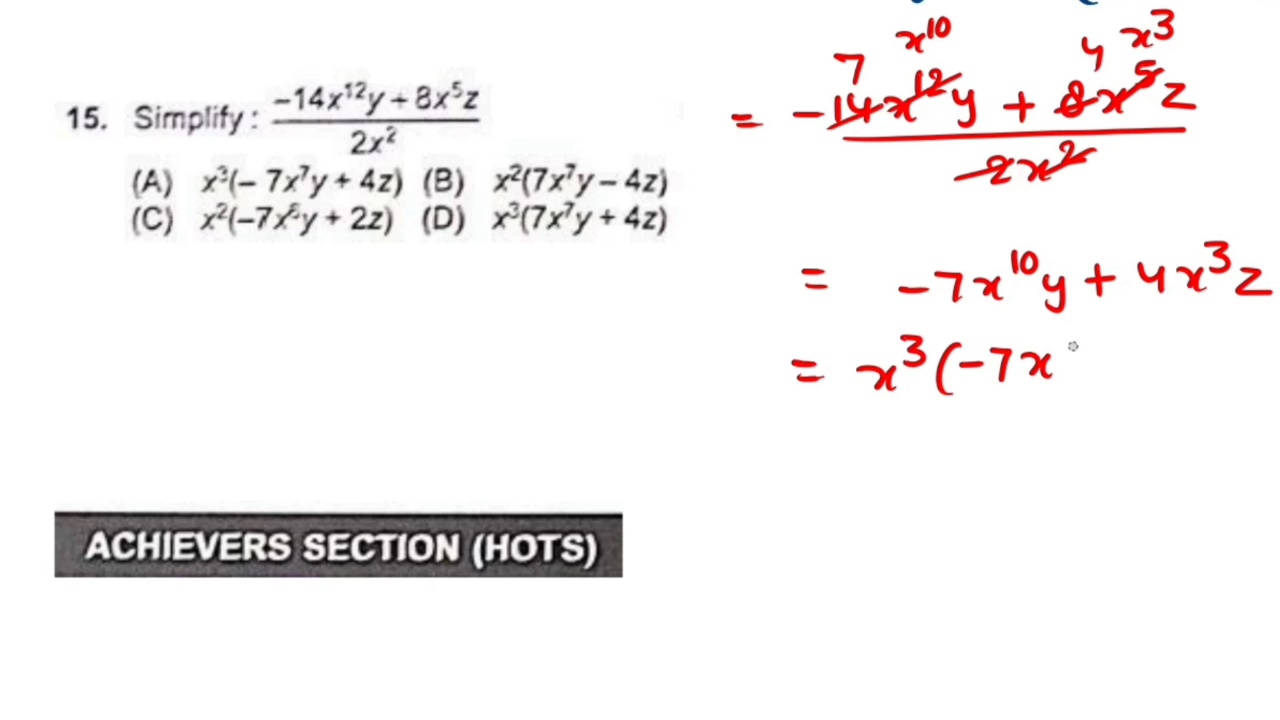 15. Simplify : (-14x¹²y + 8x⁵z) / 2x²
(A) x³(– 7x⁷y + 4z) (B) x²(7x⁷y – 4z)
(C) x²(–7x⁵y + 2z) (D) x³(7x⁷y + 4z)
7 x¹⁰ 4 x³
= -14x¹²y + 8x⁵z
2x²
= -7x¹⁰y + 4x³z
= x³(-7x
ACHIEVERS SECTION (HOTS)